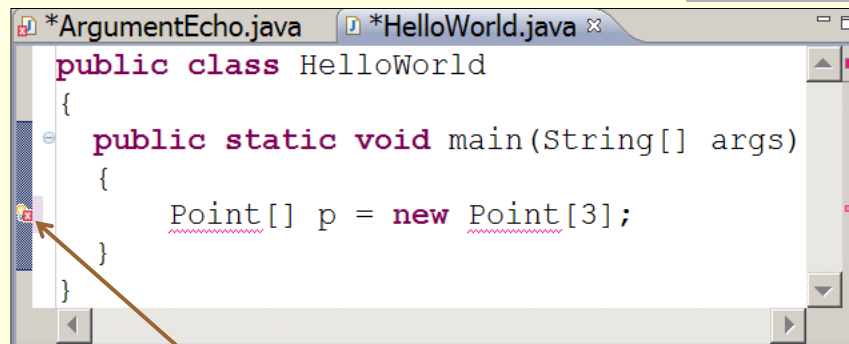 *ArgumentEcho.java *HelloWorld.java
public class HelloWorld
{
public static void main(String[] args)
{
Point[] p = new Point[3];
}
}